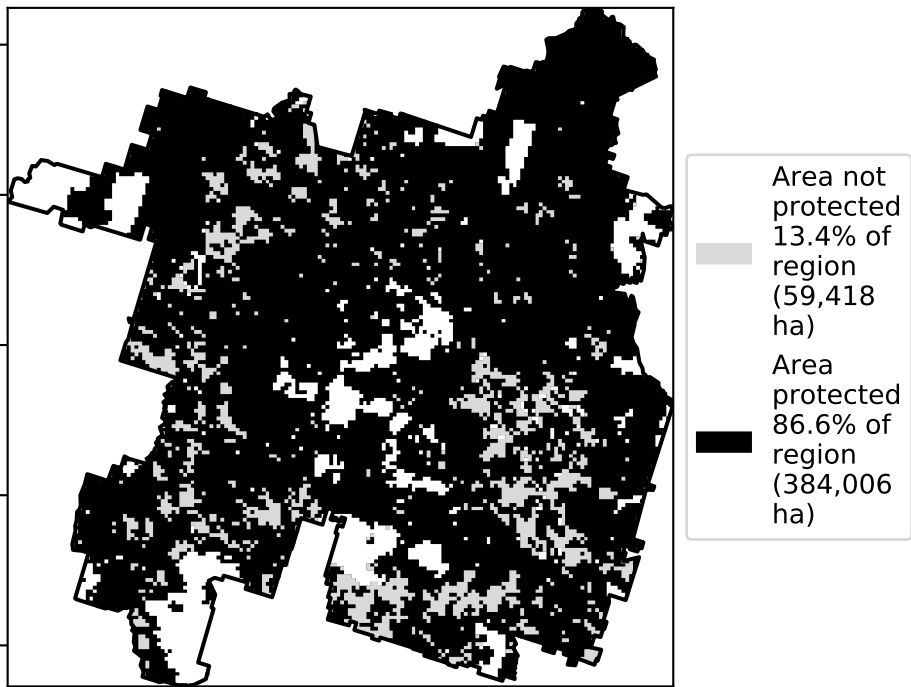 Area not
protected
13.4% of
region
(59,418
ha)
Area
protected
86.6% of
region
(384,006
ha)